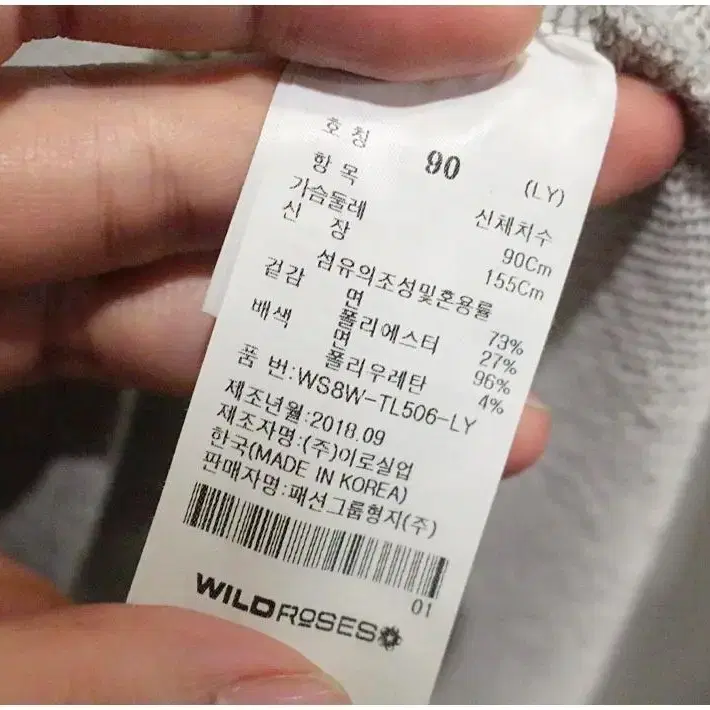 호 칭 90 (LY)
항 목 신체치수
가슴둘레 90Cm
신 장 155Cm
섬유의조성및혼용률
겉감 면 73%
폴리에스터 27%
배색 면 96%
폴리우레탄 4%
품 번:WS8W-TL506-LY
제조년월:2018.09
제조자명:(주)이로실업
한국(MADE IN KOREA)
판매자명:패션그룹형지(주)
01
WILDROSES